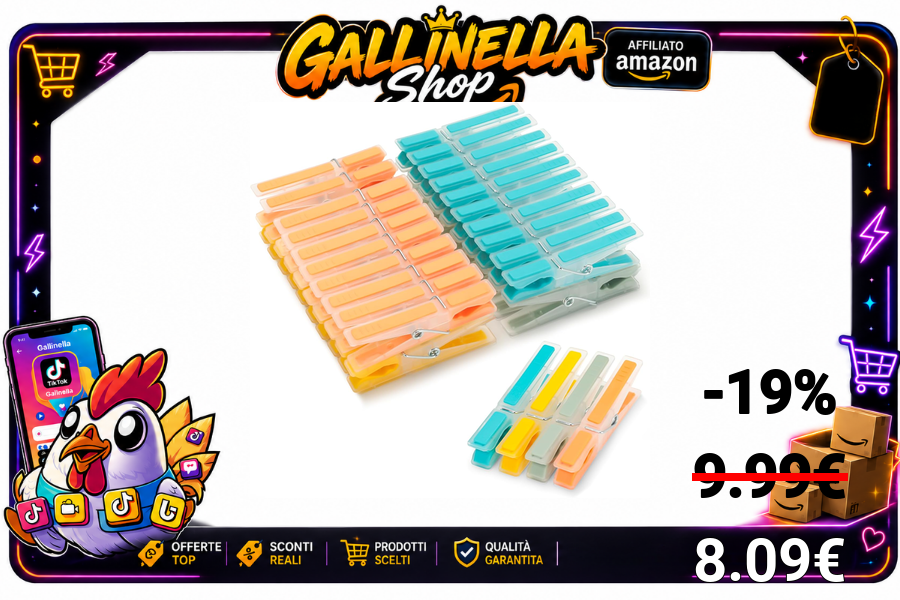 GALLINELLA
Shop
AFFILIATO
amazon
Gallinella
TikTok
Gallinella
-19%
9.99€
8.09€
OFFERTE
TOP
SCONTI
REALI
PRODOTTI
SCELTI
QUALITÀ
GARANTITA